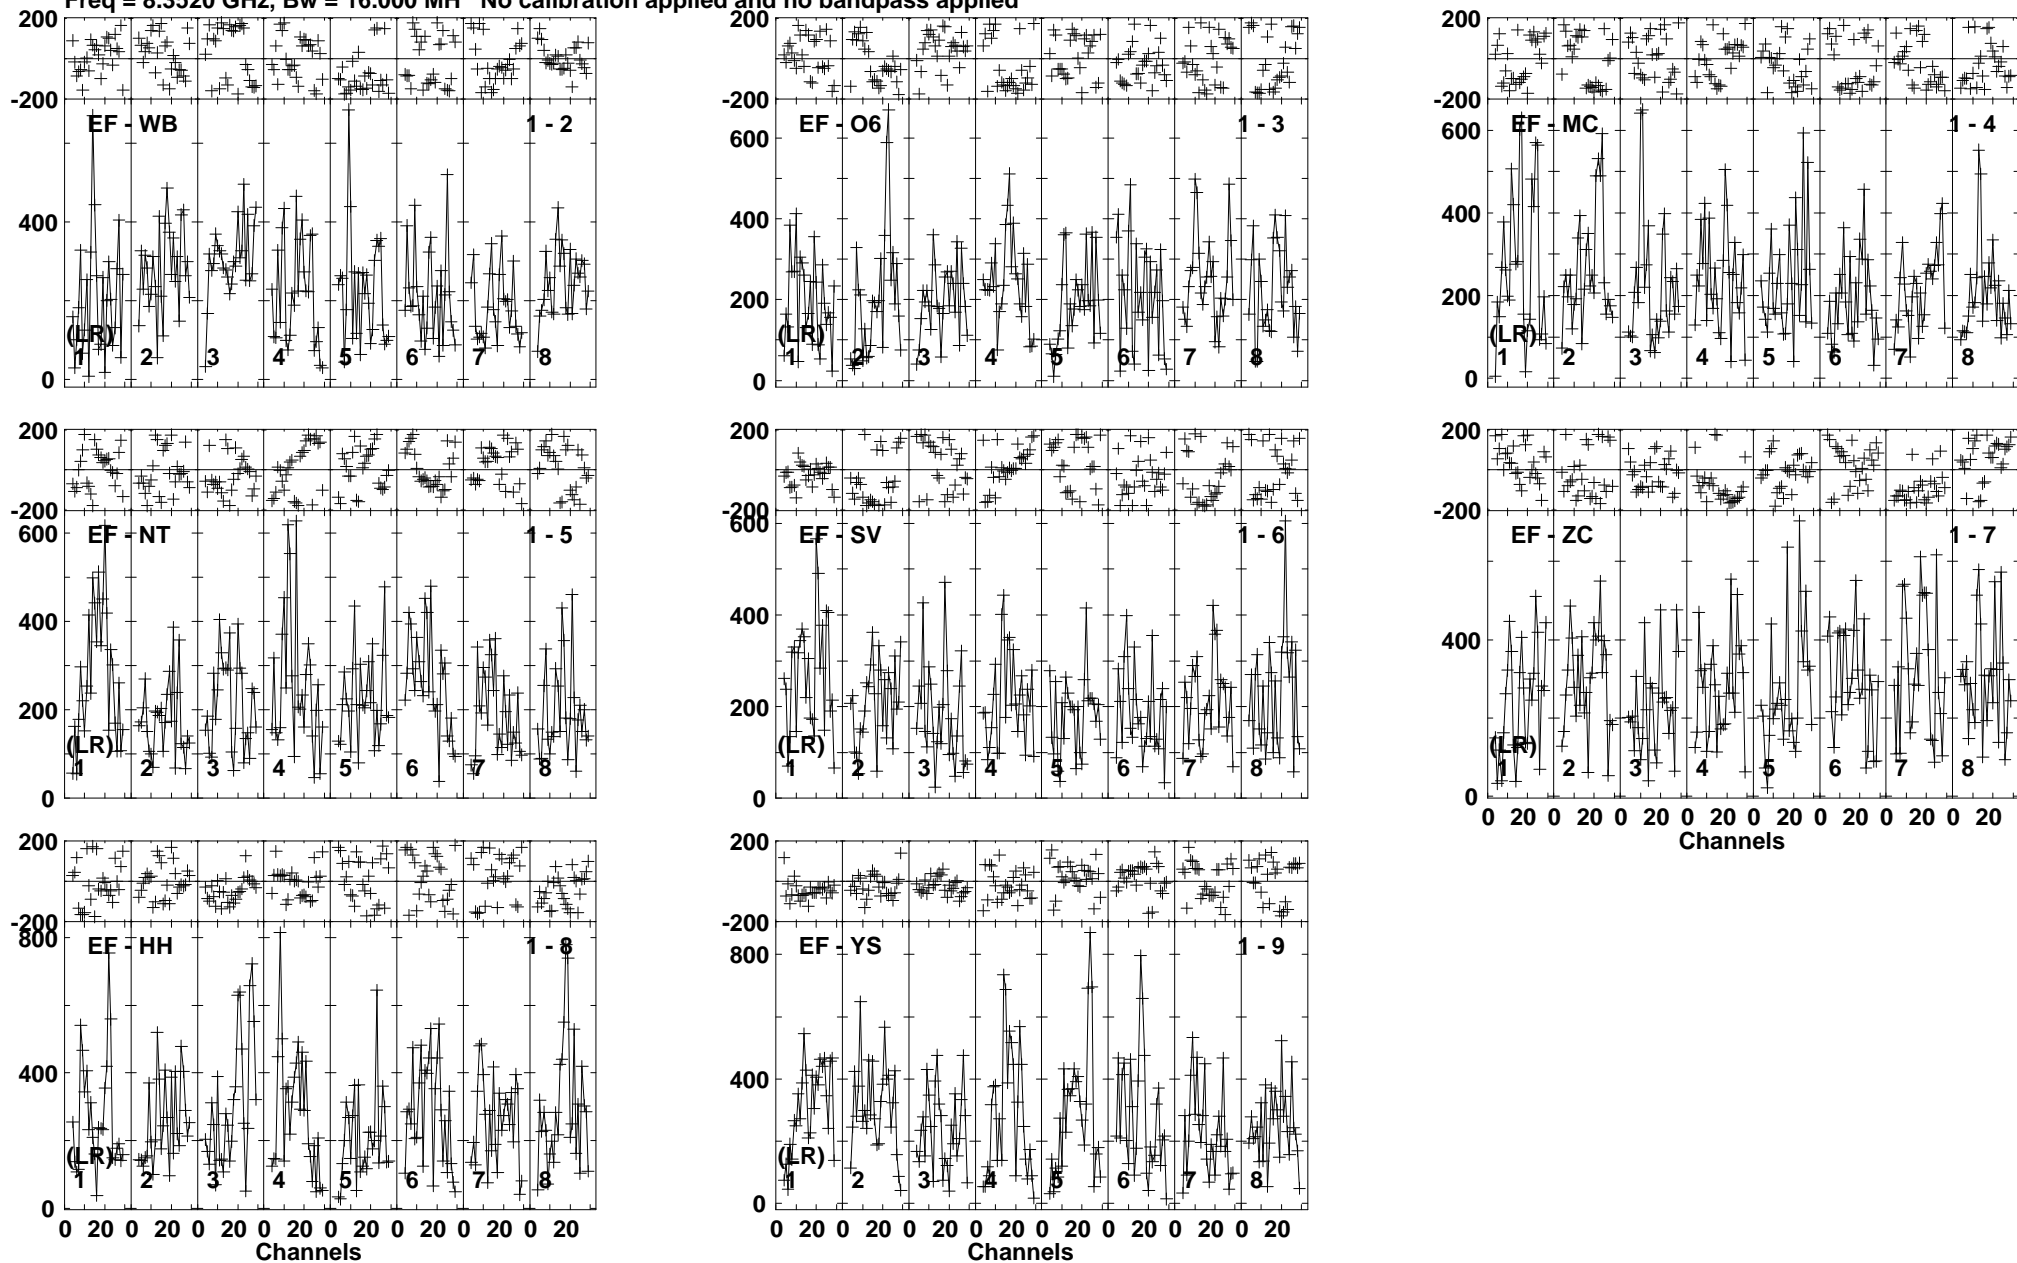 Freq = 8.3520 GHz, Bw = 16.000 MH No calibration applied and no bandpass applied
200 200 200
-200 -200 -200
EF - WB 1 - 2 EF - O6 1 - 3 EF - MC 1 - 4
600 600
400 400 400
200 200
(LR) (LR) (LR)
1 2 3 4 5 6 7 8 1 2 3 4 5 6 7 8 1 2 3 4 5 6 7 8
0 0 0
200 200 200
-200 -200 -200
EF - NT 1 - 5 EF - SV 1 - 6 EF - ZC 1 - 7
600 600
400 400 400
200 200
(LR) (LR) (LR)
1 2 3 4 5 6 7 8 1 2 3 4 5 6 7 8 1 2 3 4 5 6 7 8
0 0 0
0 20 0 20 0 20 0 20 0 20 0 20 0 20 0 20
Channels
200 200
-200 -200
EF - HH 1 - 8 EF - YS 1 - 9
800 800
400 400
(LR) (LR)
1 2 3 4 5 6 7 8 1 2 3 4 5 6 7 8
0 0
0 20 0 20 0 20 0 20 0 20 0 20 0 20 0 20 0 20 0 20 0 20 0 20 0 20 0 20 0 20 0 20
Channels Channels